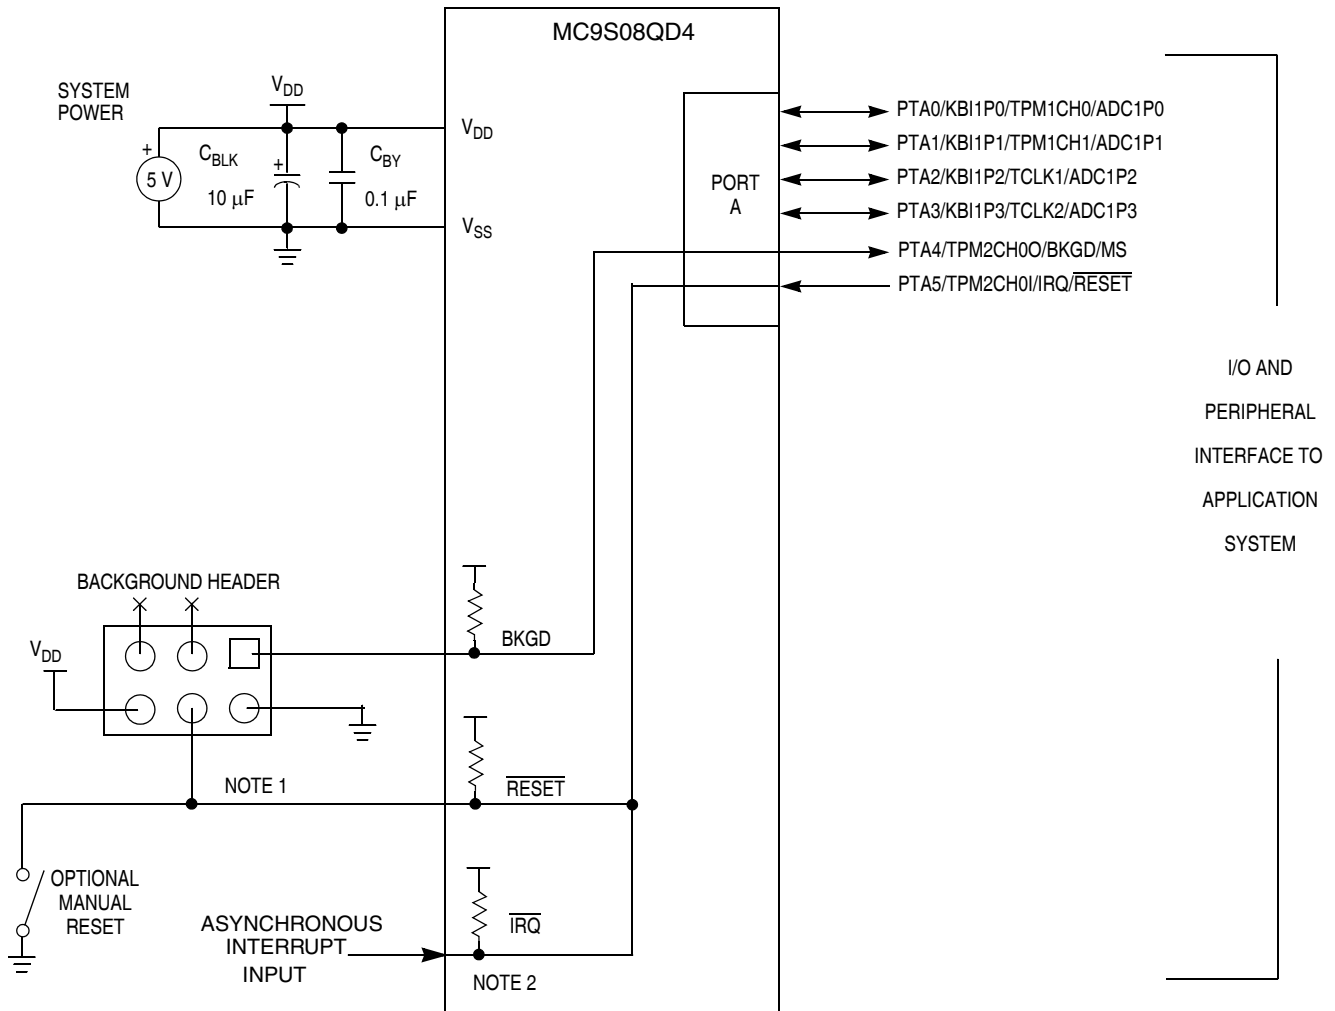 MC9S08QD4
SYSTEM
POWER
VDD
+
5 V
CBLK
+
10 μF
CBY
0.1 μF
VDD
VSS
PORT
A
PTA0/KBI1P0/TPM1CH0/ADC1P0
PTA1/KBI1P1/TPM1CH1/ADC1P1
PTA2/KBI1P2/TCLK1/ADC1P2
PTA3/KBI1P3/TCLK2/ADC1P3
PTA4/TPM2CH0O/BKGD/MS
PTA5/TPM2CH0I/IRQ/RESET
I/O AND
PERIPHERAL
INTERFACE TO
APPLICATION
SYSTEM
BACKGROUND HEADER
VDD
BKGD
NOTE 1
RESET
OPTIONAL
MANUAL
RESET
ASYNCHRONOUS
INTERRUPT
INPUT
IRQ
NOTE 2